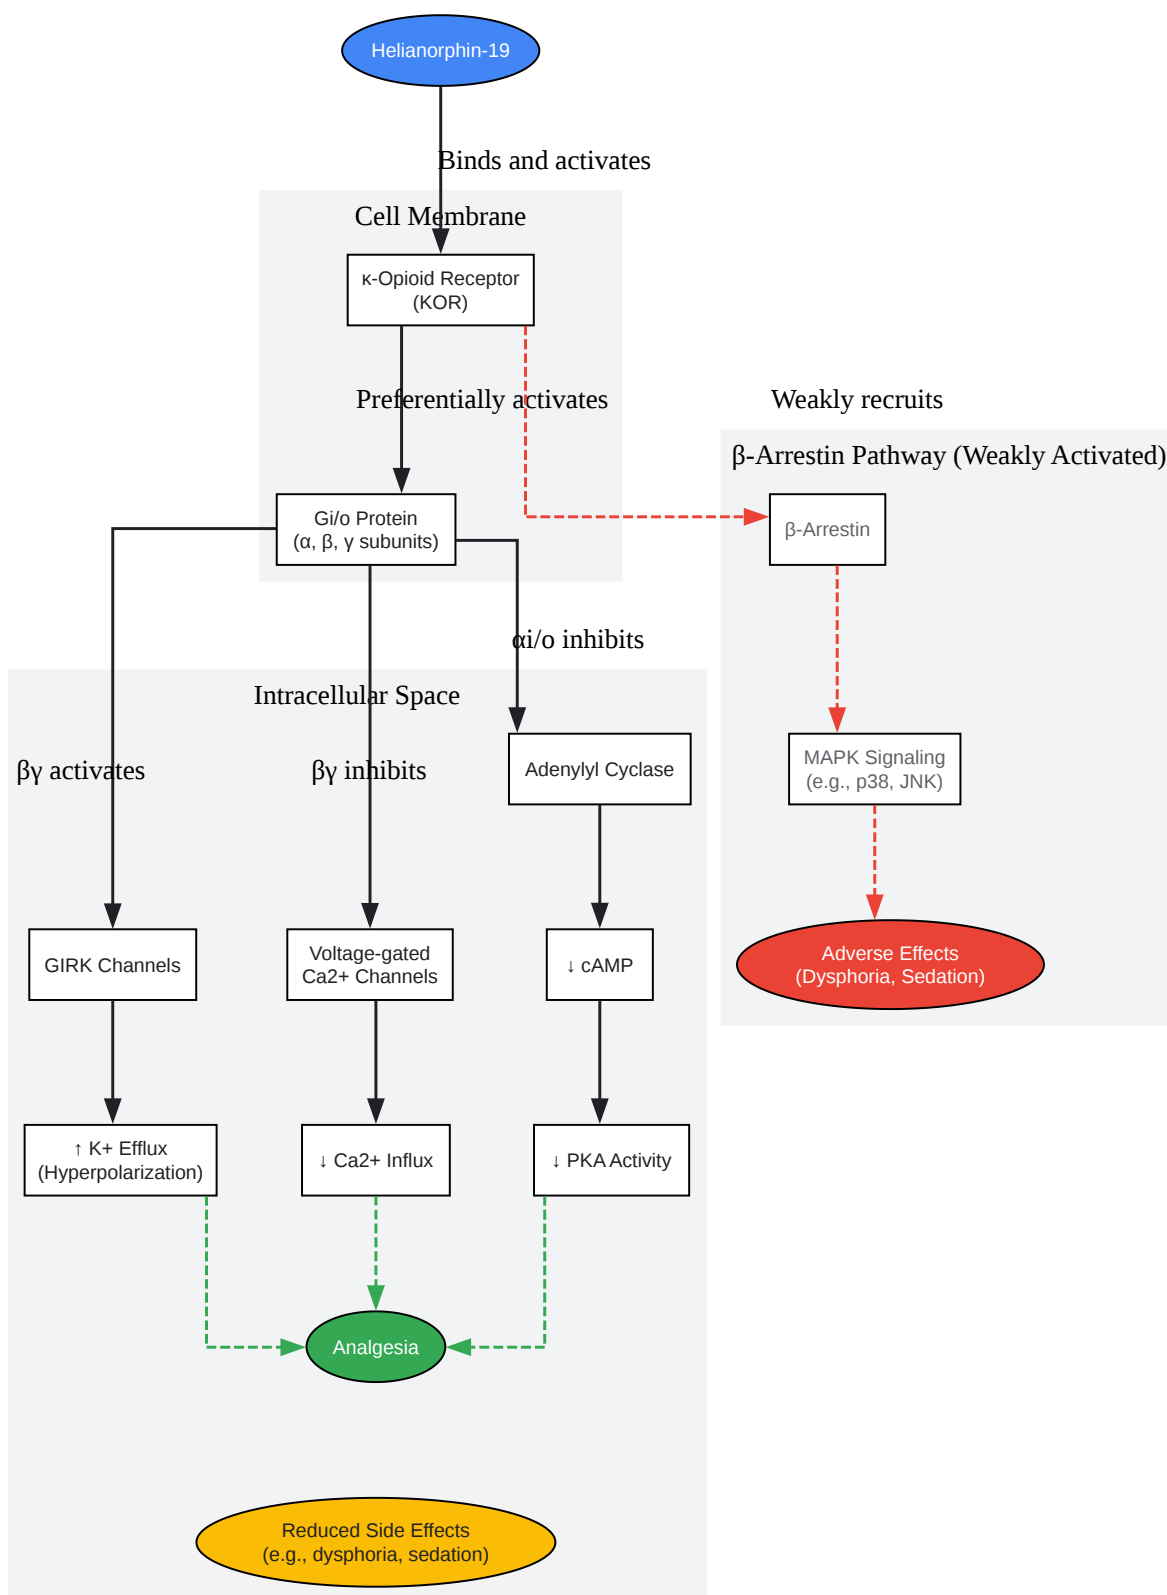 Helianorphin-19
Binds and activates
Cell Membrane
κ-Opioid Receptor
(KOR)
Preferentially activates
Weakly recruits
β-Arrestin Pathway (Weakly Activated)
Gi/o Protein
(α, β, γ subunits)
β-Arrestin
αi/o inhibits
Intracellular Space
βγ activates
βγ inhibits
Adenylyl Cyclase
MAPK Signaling
(e.g., p38, JNK)
GIRK Channels
Voltage-gated
Ca2+ Channels
↓ cAMP
Adverse Effects
(Dysphoria, Sedation)
↑ K+ Efflux
(Hyperpolarization)
↓ Ca2+ Influx
↓ PKA Activity
Analgesia
Reduced Side Effects
(e.g., dysphoria, sedation)